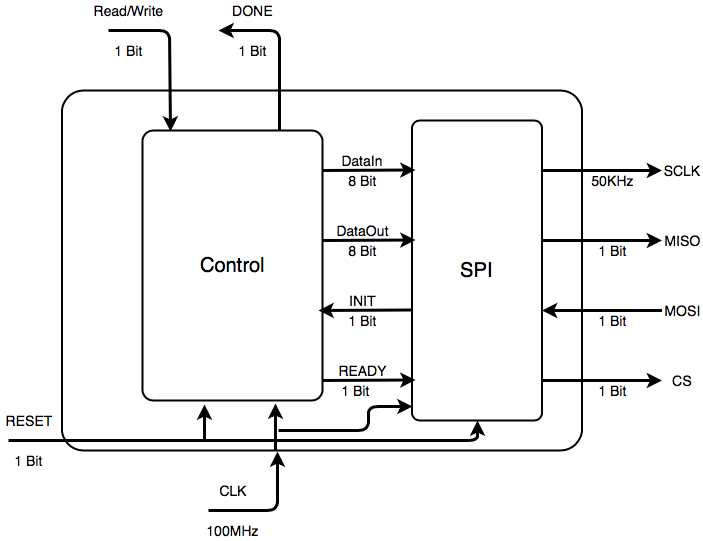 Read/Write
DONE
1 Bit
1 Bit
DataIn
8 Bit
SCLK
50KHz
DataOut
8 Bit
MISO
1 Bit
Control
SPI
INIT
1 Bit
MOSI
1 Bit
READY
1 Bit
CS
1 Bit
RESET
1 Bit
CLK
100MHz